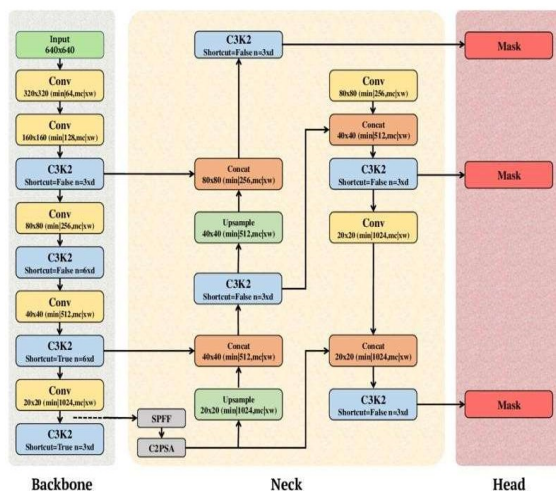 Input
640x640
Conv
320x320 (min|64,mc|xw)
Conv
160x160 (min|128,mc|xw)
C3K2
Shortcut=False n=3xd
Conv
80x80 (min|256,mc|xw)
C3K2
Shortcut=False n=6xd
Conv
40x40 (min|512,mc|xw)
C3K2
Shortcut=True n=6xd
Conv
20x20 (min|1024,mc|xw)
C3K2
Shortcut=True n=3xd
Backbone
C3K2
Shortcut=False n=3xd
Concat
80x80 (min|256,mc|xw)
Upsample
40x40 (min|512,mc|xw)
C3K2
Shortcut=False n=3xd
Concat
40x40 (min|512,mc|xw)
Upsample
20x20 (min|1024,mc|xw)
SPFF
C2PSA
Conv
80x80 (min|256,mc|xw)
Concat
40x40 (min|512,mc|xw)
C3K2
Shortcut=False n=3xd
Conv
20x20 (min|1024,mc|xw)
Concat
20x20 (min|1024,mc|xw)
C3K2
Shortcut=False n=3xd
Neck
Mask
Mask
Mask
Head